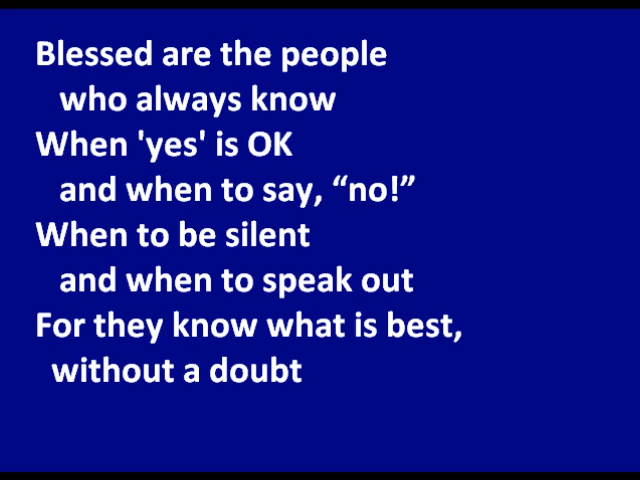 Blessed are the people
who always know
When 'yes' is OK
and when to say, “no!”
When to be silent
and when to speak out
For they know what is best,
without a doubt